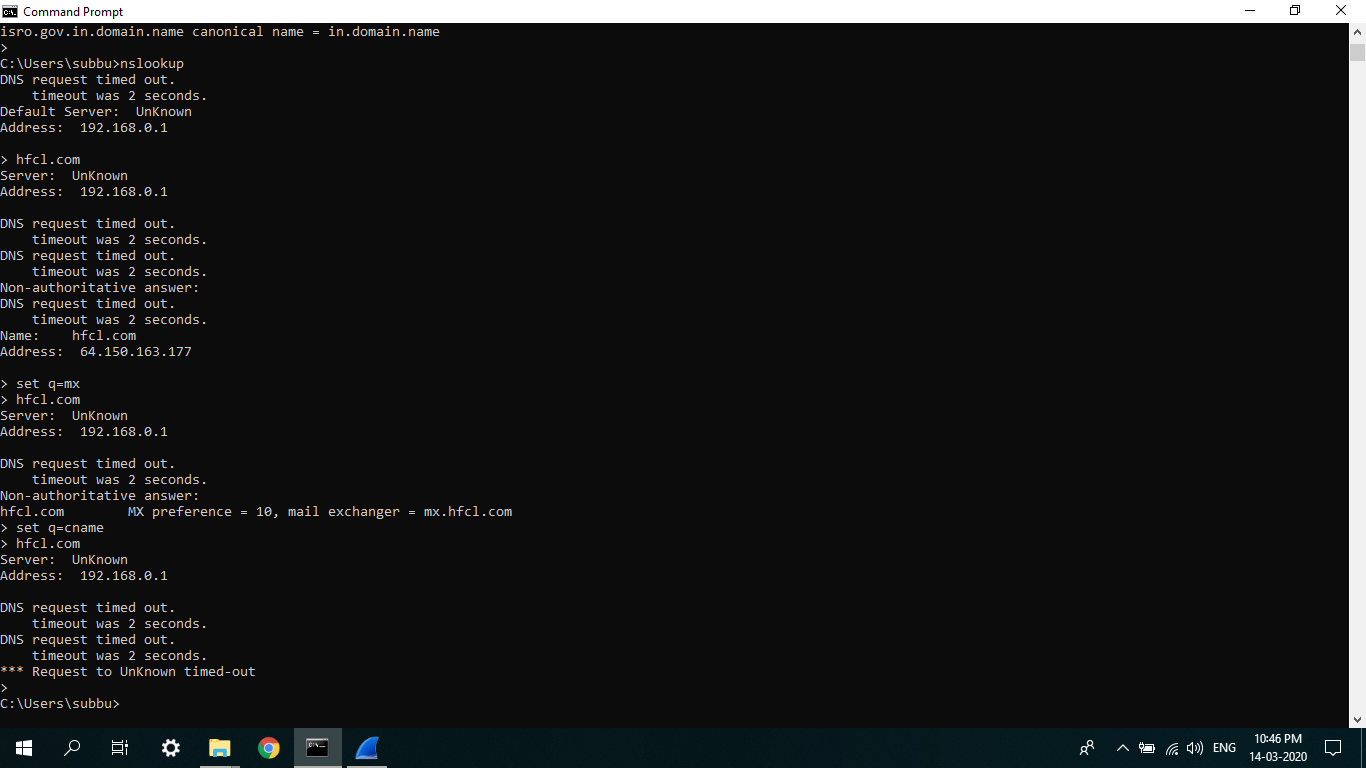 Command Prompt
isro.gov.in.domain.name canonical name = in.domain.name
>
C:\Users\subbu>nslookup
DNS request timed out.
    timeout was 2 seconds.
Default Server:  UnKnown
Address:  192.168.0.1

> hfcl.com
Server:  UnKnown
Address:  192.168.0.1

DNS request timed out.
    timeout was 2 seconds.
DNS request timed out.
    timeout was 2 seconds.
Non-authoritative answer:
DNS request timed out.
    timeout was 2 seconds.
Name:    hfcl.com
Address:  64.150.163.177

> set q=mx
> hfcl.com
Server:  UnKnown
Address:  192.168.0.1

DNS request timed out.
    timeout was 2 seconds.
Non-authoritative answer:
hfcl.com        MX preference = 10, mail exchanger = mx.hfcl.com
> set q=cname
> hfcl.com
Server:  UnKnown
Address:  192.168.0.1

DNS request timed out.
    timeout was 2 seconds.
DNS request timed out.
    timeout was 2 seconds.
*** Request to UnKnown timed-out
>
C:\Users\subbu>
ENG
10:46 PM
14-03-2020